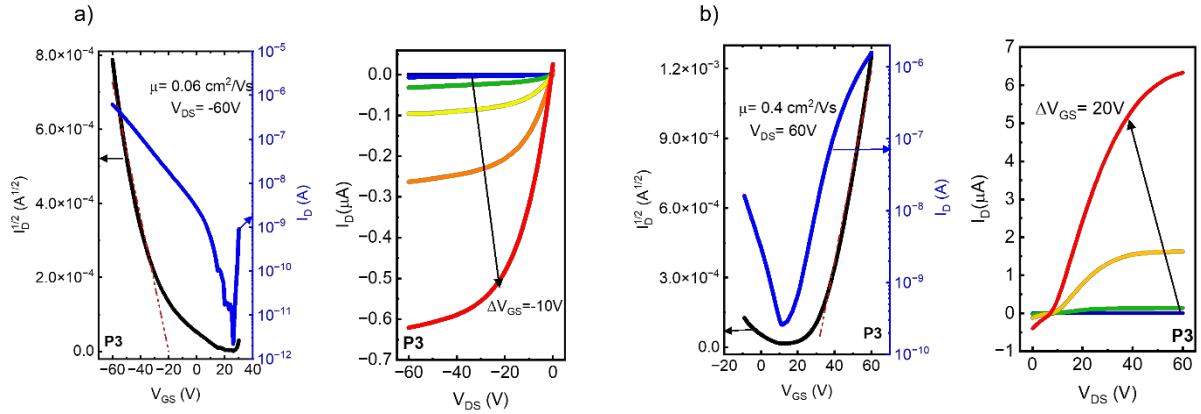 a)
8.0×10⁻⁴
6.0×10⁻⁴
4.0×10⁻⁴
2.0×10⁻⁴
0.0
I_D^1/2 (A^1/2)
μ= 0.06 cm²/Vs
V_DS= -60V
P3
−60 −40 −20 0 20 40
V_GS (V)
10⁻⁵
10⁻⁶
10⁻⁷
10⁻⁸
10⁻⁹
10⁻¹⁰
10⁻¹¹
10⁻¹²
I_D (A)
0.0
−0.1
−0.2
−0.3
−0.4
−0.5
−0.6
−0.7
I_D(μA)
ΔV_GS=-10V
P3
−60 −40 −20 0
V_DS (V)
b)
1.2×10⁻³
9.0×10⁻⁴
6.0×10⁻⁴
3.0×10⁻⁴
0.0
I_D^1/2 (A^1/2)
μ= 0.4 cm²/Vs
V_DS= 60V
P3
−20 0 20 40 60
V_GS (V)
10⁻⁶
10⁻⁷
10⁻⁸
10⁻⁹
10⁻¹⁰
I_D (A)
7
6
5
4
3
2
1
0
−1
I_D(μA)
ΔV_GS= 20V
P3
0 20 40 60
V_DS (V)